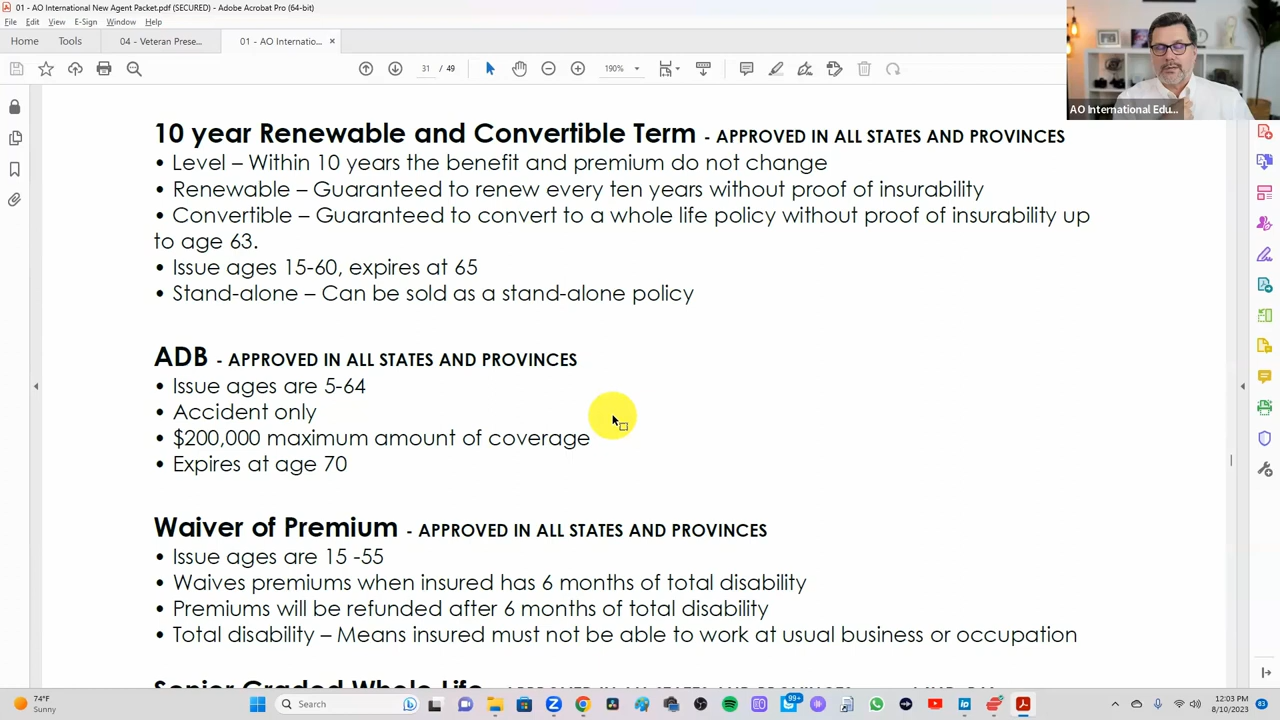 01 - AO International New Agent Packet.pdf (SECURED) - Adobe Acrobat Pro (64-bit)
File Edit View E-Sign Window Help
Home Tools 04 - Veteran Prese... 01 - AO Internatio... ×
31 / 49 190%
AO International Edu...
10 year Renewable and Convertible Term - APPROVED IN ALL STATES AND PROVINCES
• Level – Within 10 years the benefit and premium do not change
• Renewable – Guaranteed to renew every ten years without proof of insurability
• Convertible – Guaranteed to convert to a whole life policy without proof of insurability up
to age 63.
• Issue ages 15-60, expires at 65
• Stand-alone – Can be sold as a stand-alone policy
ADB - APPROVED IN ALL STATES AND PROVINCES
• Issue ages are 5-64
• Accident only
• $200,000 maximum amount of coverage
• Expires at age 70
Waiver of Premium - APPROVED IN ALL STATES AND PROVINCES
• Issue ages are 15 -55
• Waives premiums when insured has 6 months of total disability
• Premiums will be refunded after 6 months of total disability
• Total disability – Means insured must not be able to work at usual business or occupation
Senior Graded Whole Life
74°F
Sunny
Search
99+
12:03 PM
8/10/2023
83